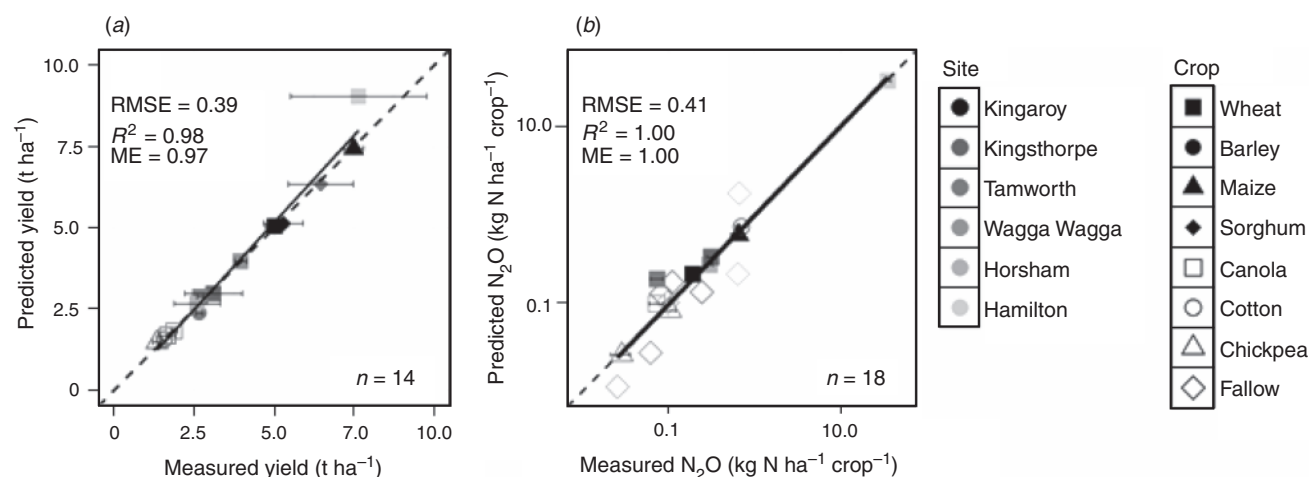 (a)
10.0
7.5
5.0
2.5
0
RMSE = 0.39
R² = 0.98
ME = 0.97
n = 14
0 2.5 5.0 7.0 10.0
Predicted yield (t ha⁻¹)
Measured yield (t ha⁻¹)
(b)
10.0
0.1
RMSE = 0.41
R² = 1.00
ME = 1.00
n = 18
0.1 10.0
Predicted N₂O (kg N ha⁻¹ crop⁻¹)
Measured N₂O (kg N ha⁻¹ crop⁻¹)
Site
Kingaroy
Kingsthorpe
Tamworth
Wagga Wagga
Horsham
Hamilton
Crop
Wheat
Barley
Maize
Sorghum
Canola
Cotton
Chickpea
Fallow